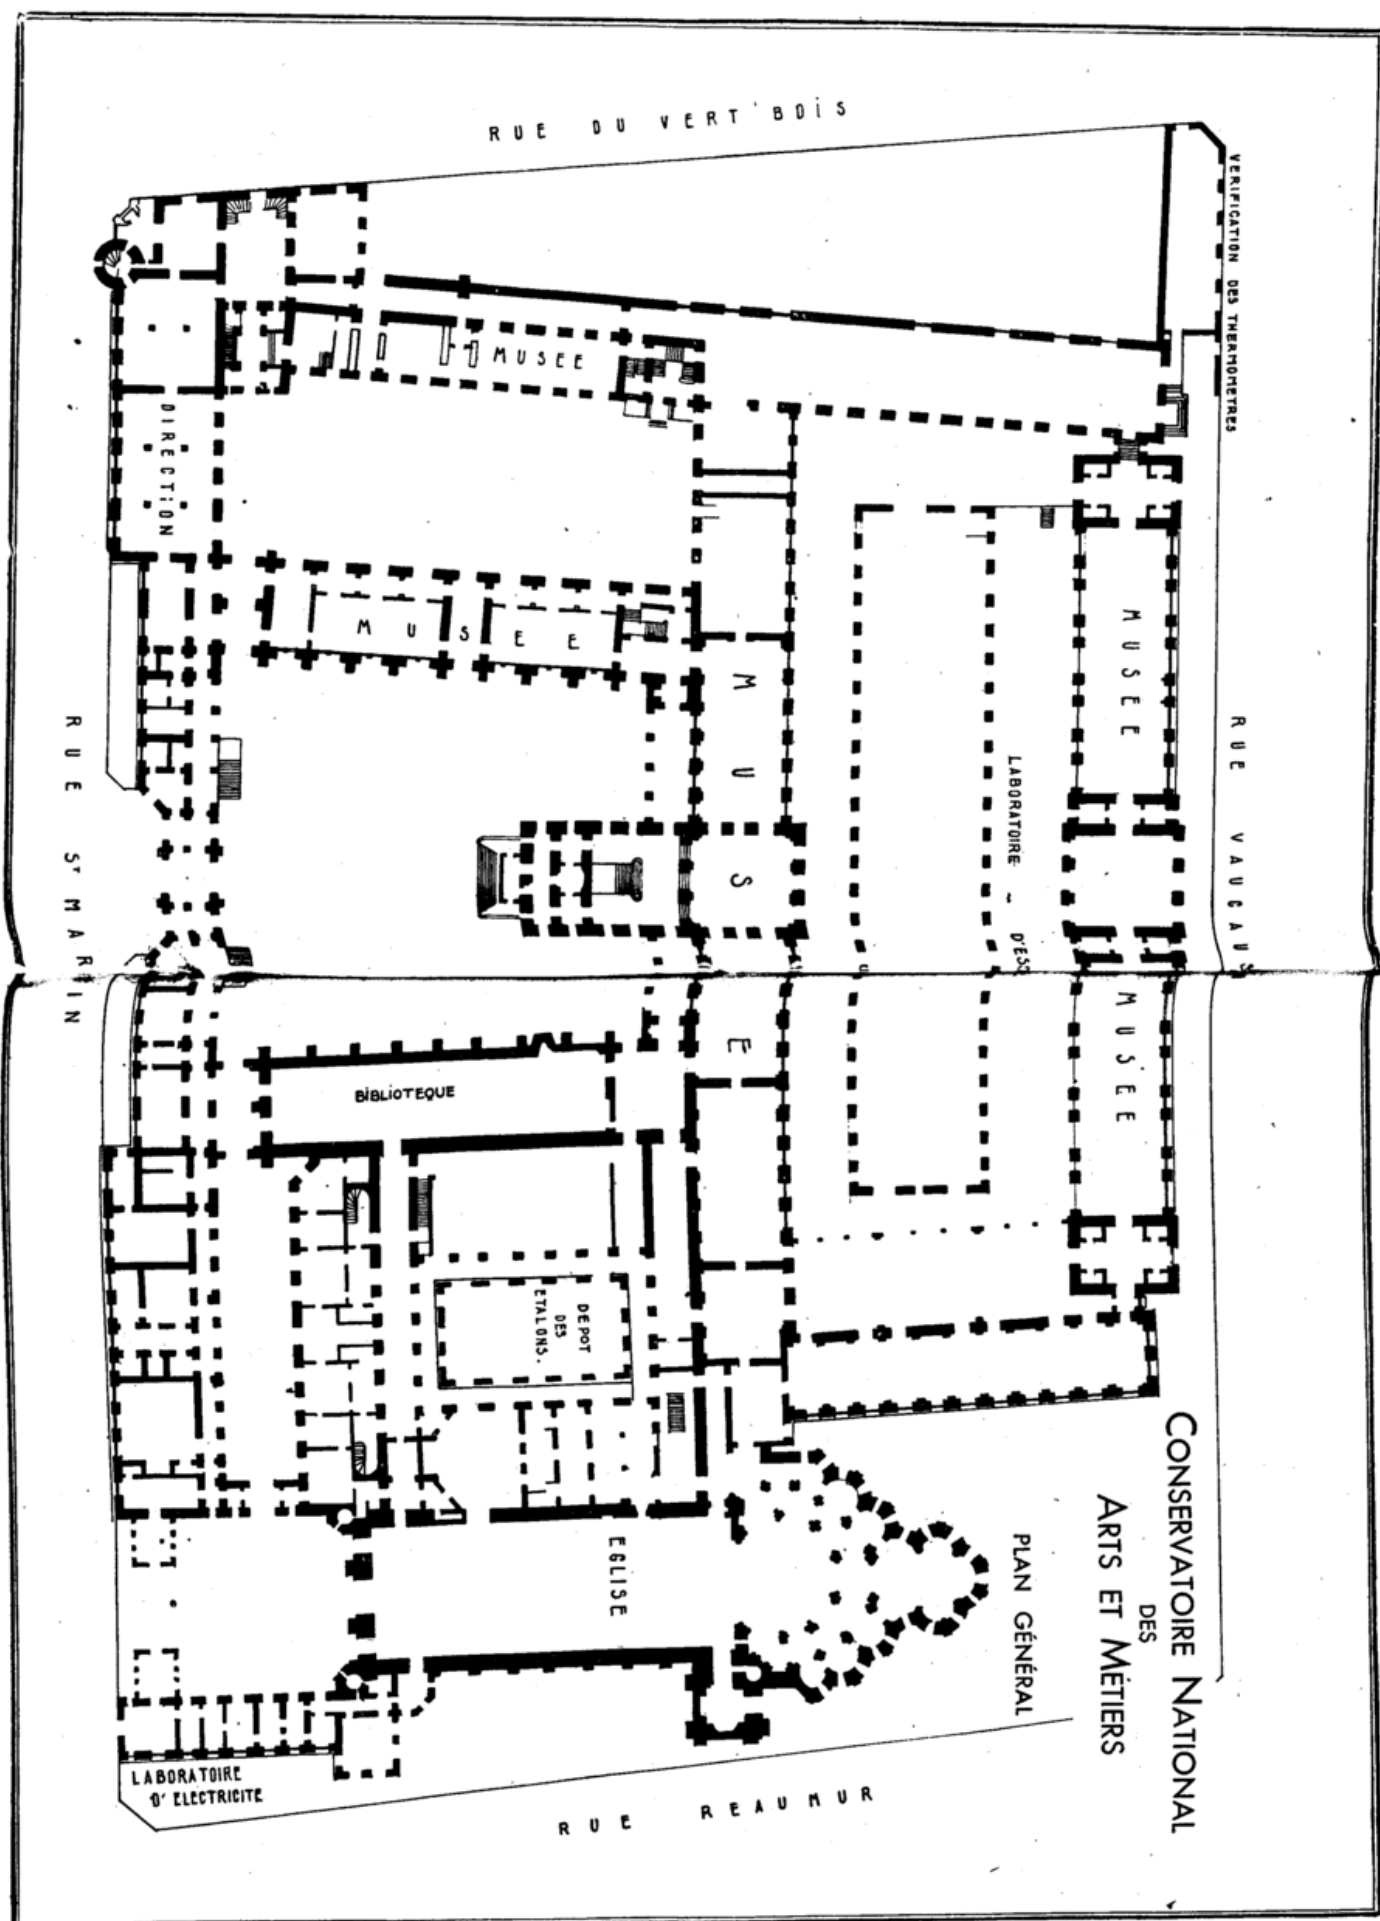 RUE DU VERT'BOIS
VERIFICATION DES THERMOMETRES
MUSEE
DIRECTION
MUSEE
MUSEE
RUE VAUCANS
MUSEE
LABORATOIRE - D'ESS
RUE ST MARTIN
MUSEE
BIBLIOTEQUE
DEPOT
DES
ETALONS.
EGLISE
CONSERVATOIRE NATIONAL
DES
ARTS ET MÉTIERS
PLAN GÉNÉRAL
LABORATOIRE
D'ELECTRICITE
RUE REAUMUR